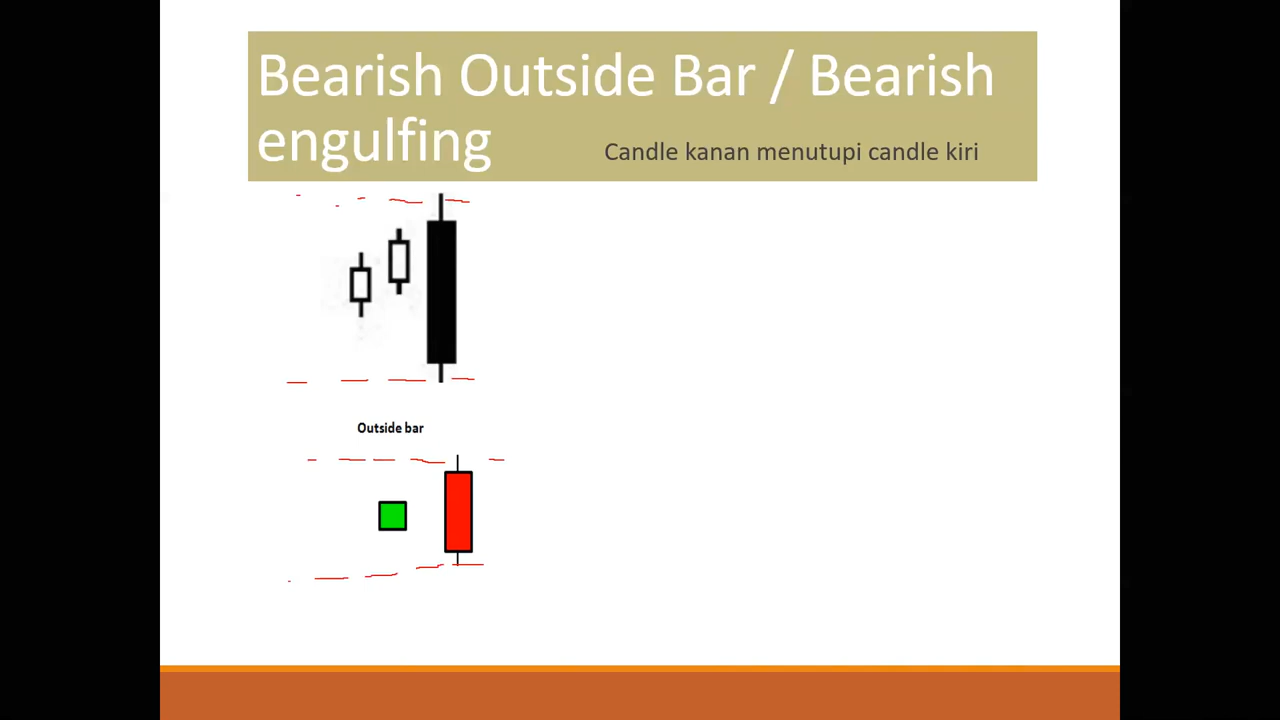 Bearish Outside Bar / Bearish
engulfing Candle kanan menutupi candle kiri
Outside bar